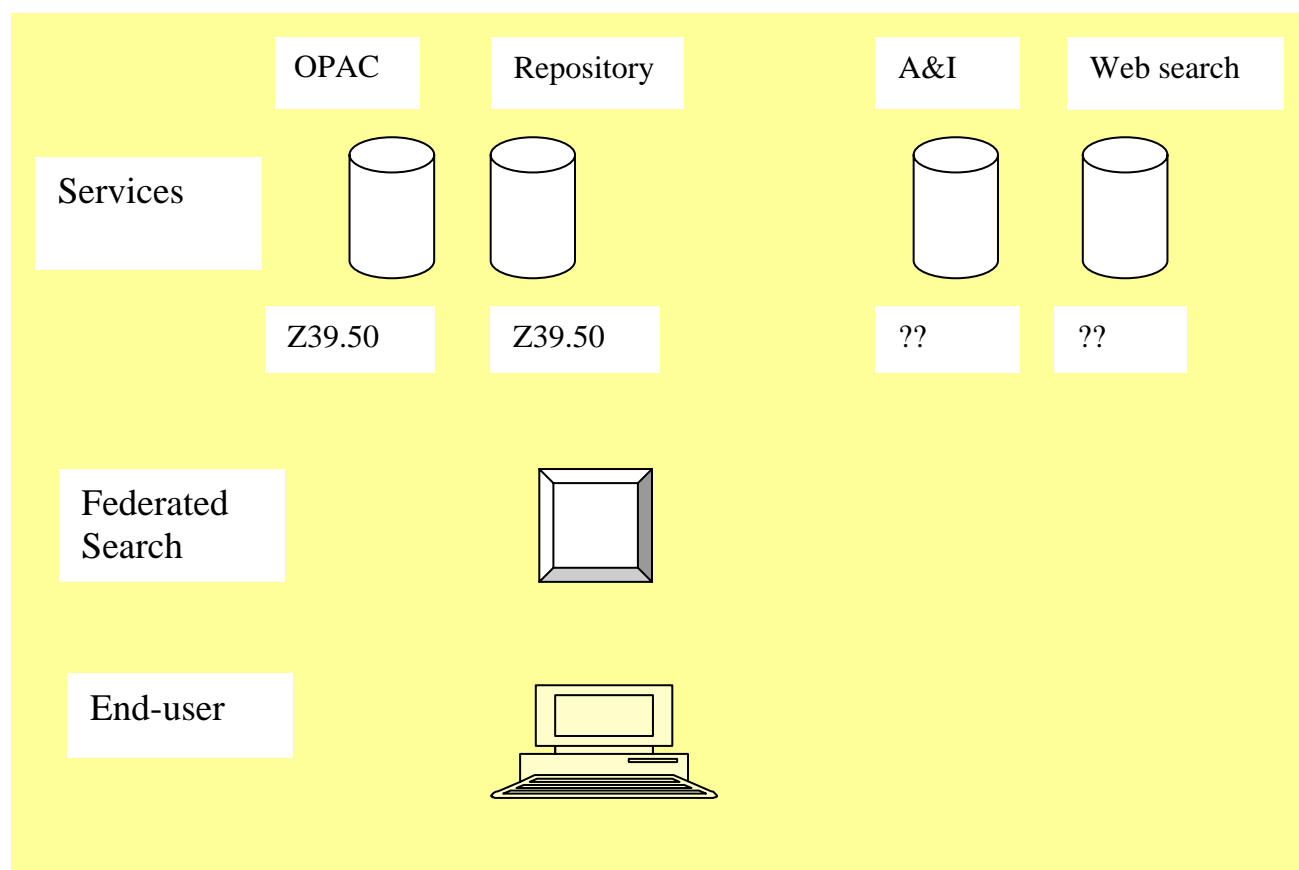 OPAC
Repository
A&I
Web search
Services
Z39.50
Z39.50
??
??
Federated
Search
End-user